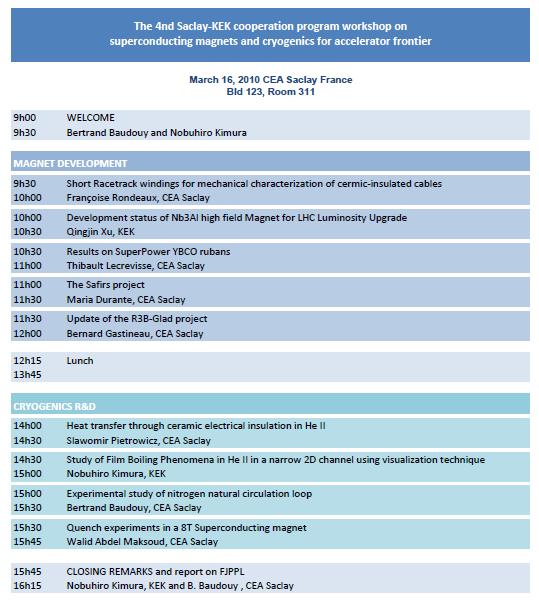 The 4nd Saclay-KEK cooperation program workshop on
superconducting magnets and cryogenics for accelerator frontier
March 16, 2010 CEA Saclay France
Bld 123, Room 311
9h00 WELCOME
9h30 Bertrand Baudouy and Nobuhiro Kimura
MAGNET DEVELOPMENT
9h30 Short Racetrack windings for mechanical characterization of cermic-insulated cables
10h00 Françoise Rondeaux, CEA Saclay
10h00 Development status of Nb3Al high field Magnet for LHC Luminosity Upgrade
10h30 Qingjin Xu, KEK
10h30 Results on SuperPower YBCO rubans
11h00 Thibault Lecrevisse, CEA Saclay
11h00 The Safirs project
11h30 Maria Durante, CEA Saclay
11h30 Update of the R3B-Glad project
12h00 Bernard Gastineau, CEA Saclay
12h15 Lunch
13h45
CRYOGENICS R&D
14h00 Heat transfer through ceramic electrical insulation in He II
14h30 Slawomir Pietrowicz, CEA Saclay
14h30 Study of Film Boiling Phenomena in He II in a narrow 2D channel using visualization technique
15h00 Nobuhiro Kimura, KEK
15h00 Experimental study of nitrogen natural circulation loop
15h30 Bertrand Baudouy, CEA Saclay
15h30 Quench experiments in a 8T Superconducting magnet
15h45 Walid Abdel Maksoud, CEA Saclay
15h45 CLOSING REMARKS and report on FJPPL
16h15 Nobuhiro Kimura, KEK and B. Baudouy , CEA Saclay